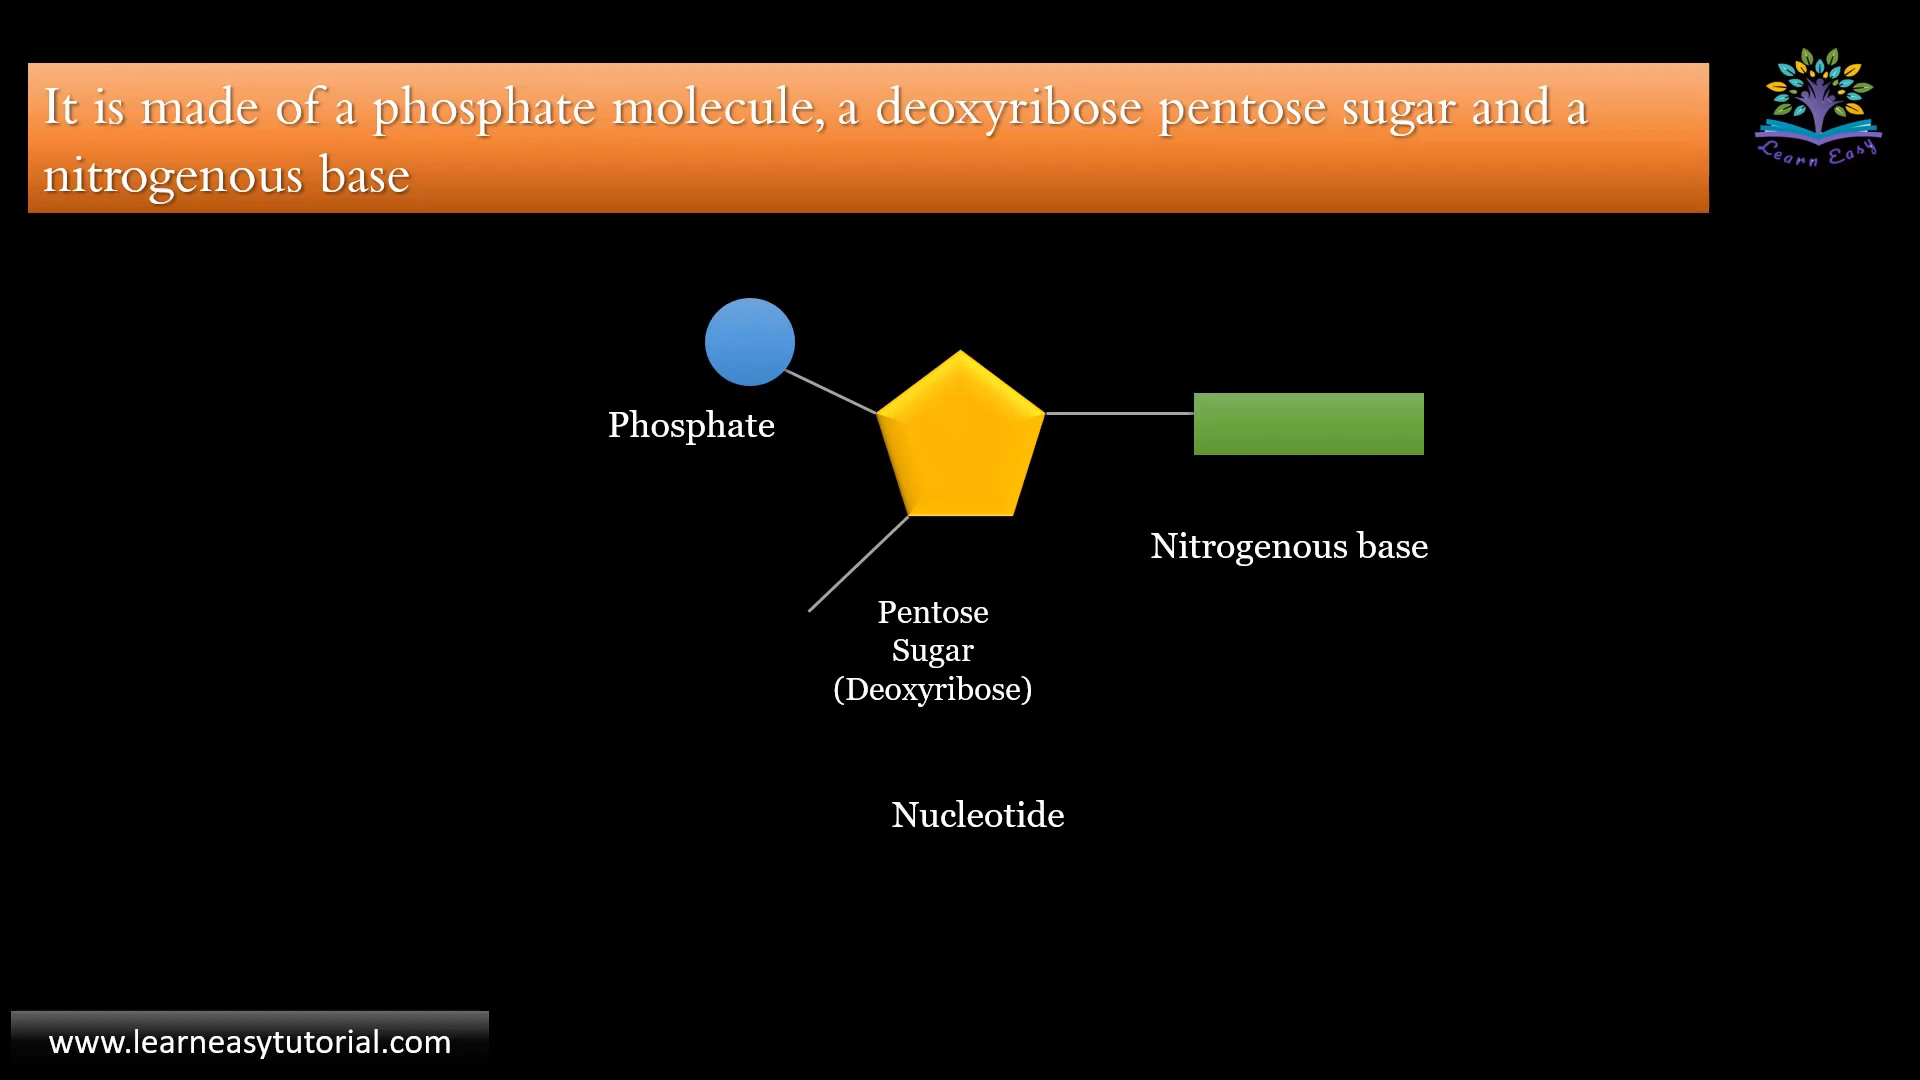 It is made of a phosphate molecule, a deoxyribose pentose sugar and a
nitrogenous base
Learn Easy
Phosphate
Nitrogenous base
Pentose
Sugar
(Deoxyribose)
Nucleotide
www.learneasytutorial.com